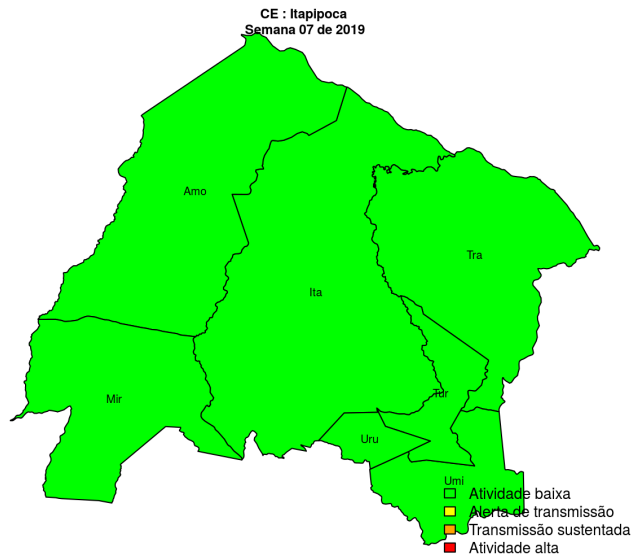 CE : Itapipoca
Semana 07 de 2019
Amo
Tra
Ita
Tur
Mir
Uru
Umi
Atividade baixa
Alerta de transmissão
Transmissão sustentada
Atividade alta